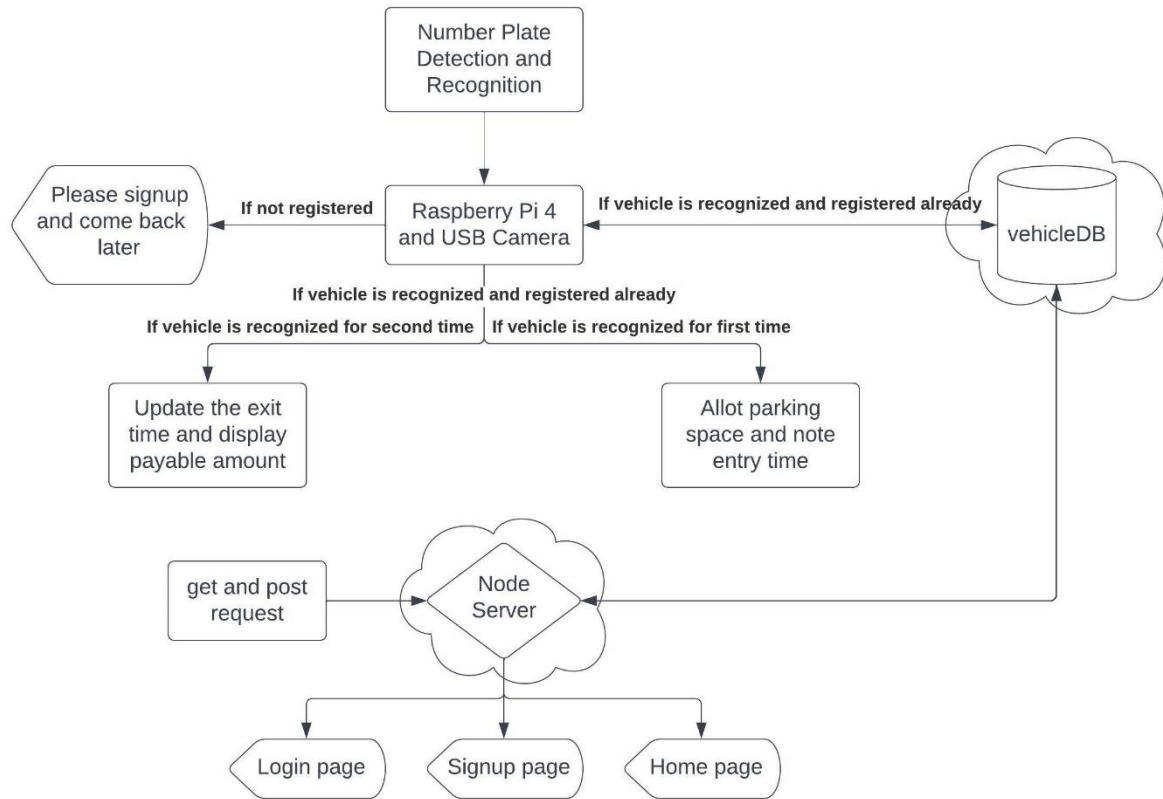 Number Plate
Detection and
Recognition
Please signup
and come back
later
If not registered
Raspberry Pi 4
and USB Camera
If vehicle is recognized and registered already
vehicleDB
If vehicle is recognized and registered already
If vehicle is recognized for second time
If vehicle is recognized for first time
Update the exit
time and display
payable amount
Allot parking
space and note
entry time
get and post
request
Node
Server
Login page
Signup page
Home page